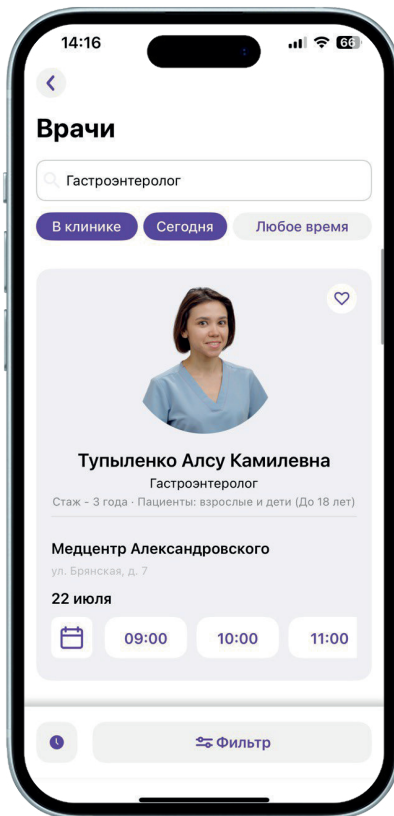 14:16
66
Врачи
Гастроэнтеролог
В клинике Сегодня Любое время
Тупыленко Алсу Камилевна
Гастроэнтеролог
Стаж - 3 года · Пациенты: взрослые и дети (До 18 лет)
Медцентр Александровского
ул. Брянская, д. 7
22 июля
09:00 10:00 11:00
Фильтр